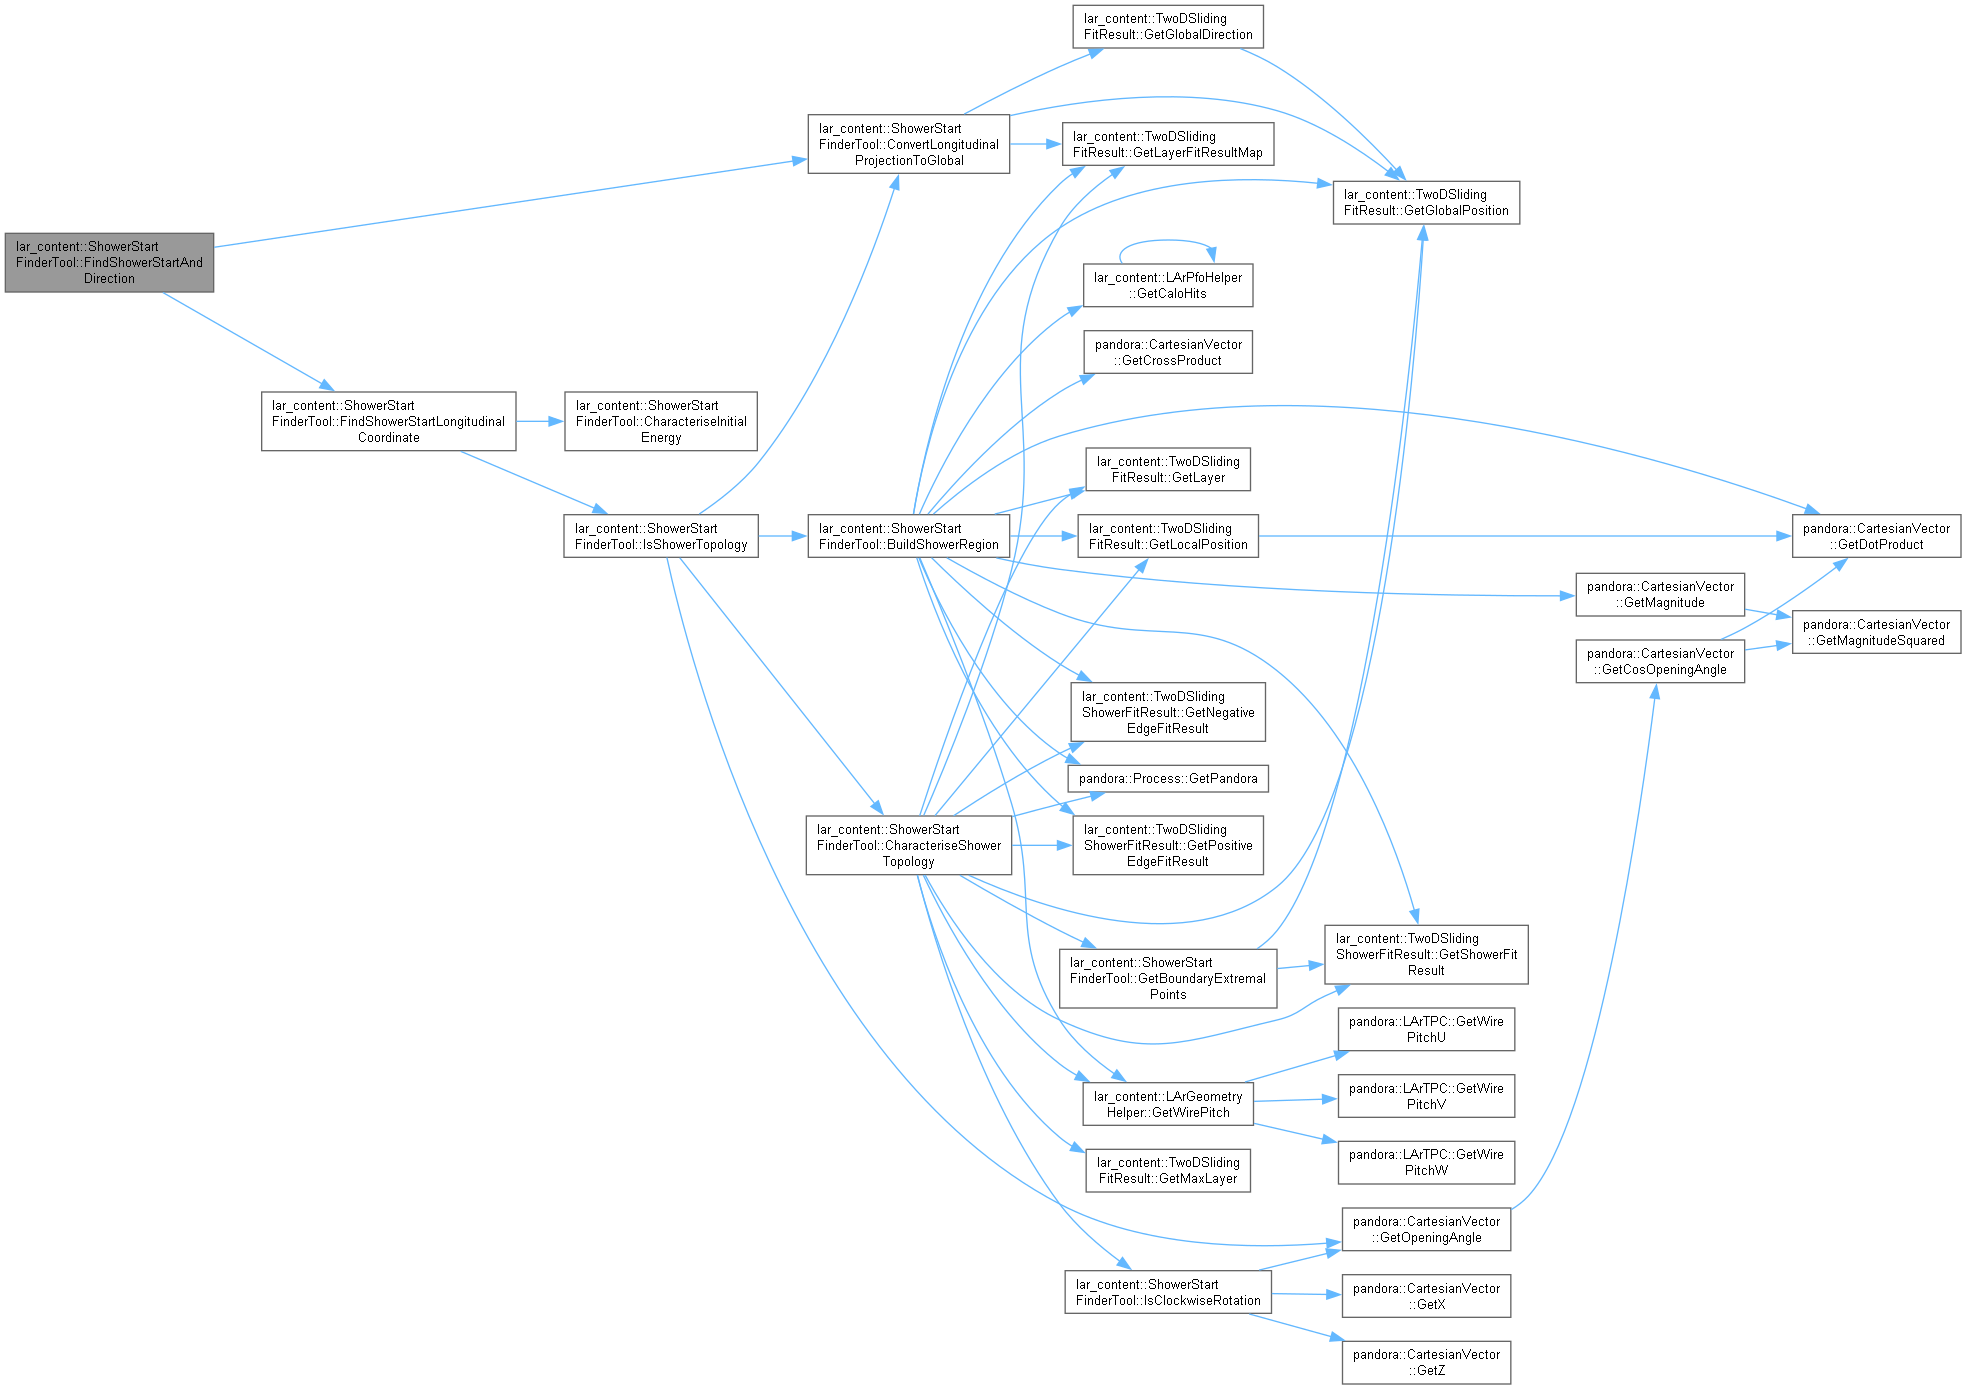 lar_content::ShowerStart
FinderTool::FindShowerStartAnd
Direction
lar_content::ShowerStart
FinderTool::FindShowerStartLongitudinal
Coordinate
lar_content::ShowerStart
FinderTool::CharacteriseInitial
Energy
lar_content::ShowerStart
FinderTool::IsShowerTopology
lar_content::ShowerStart
FinderTool::ConvertLongitudinal
ProjectionToGlobal
lar_content::ShowerStart
FinderTool::BuildShowerRegion
lar_content::ShowerStart
FinderTool::CharacteriseShower
Topology
lar_content::TwoDSliding
FitResult::GetGlobalDirection
lar_content::TwoDSliding
FitResult::GetLayerFitResultMap
lar_content::TwoDSliding
FitResult::GetGlobalPosition
lar_content::LArPfoHelper
::GetCaloHits
pandora::CartesianVector
::GetCrossProduct
lar_content::TwoDSliding
FitResult::GetLayer
lar_content::TwoDSliding
FitResult::GetLocalPosition
pandora::CartesianVector
::GetDotProduct
pandora::CartesianVector
::GetMagnitude
pandora::CartesianVector
::GetMagnitudeSquared
pandora::CartesianVector
::GetCosOpeningAngle
lar_content::TwoDSliding
ShowerFitResult::GetNegative
EdgeFitResult
pandora::Process::GetPandora
lar_content::TwoDSliding
ShowerFitResult::GetPositive
EdgeFitResult
lar_content::ShowerStart
FinderTool::GetBoundaryExtremal
Points
lar_content::TwoDSliding
ShowerFitResult::GetShowerFit
Result
lar_content::LArGeometry
Helper::GetWirePitch
pandora::LArTPC::GetWire
PitchU
pandora::LArTPC::GetWire
PitchV
pandora::LArTPC::GetWire
PitchW
lar_content::TwoDSliding
FitResult::GetMaxLayer
pandora::CartesianVector
::GetOpeningAngle
lar_content::ShowerStart
FinderTool::IsClockwiseRotation
pandora::CartesianVector
::GetX
pandora::CartesianVector
::GetZ